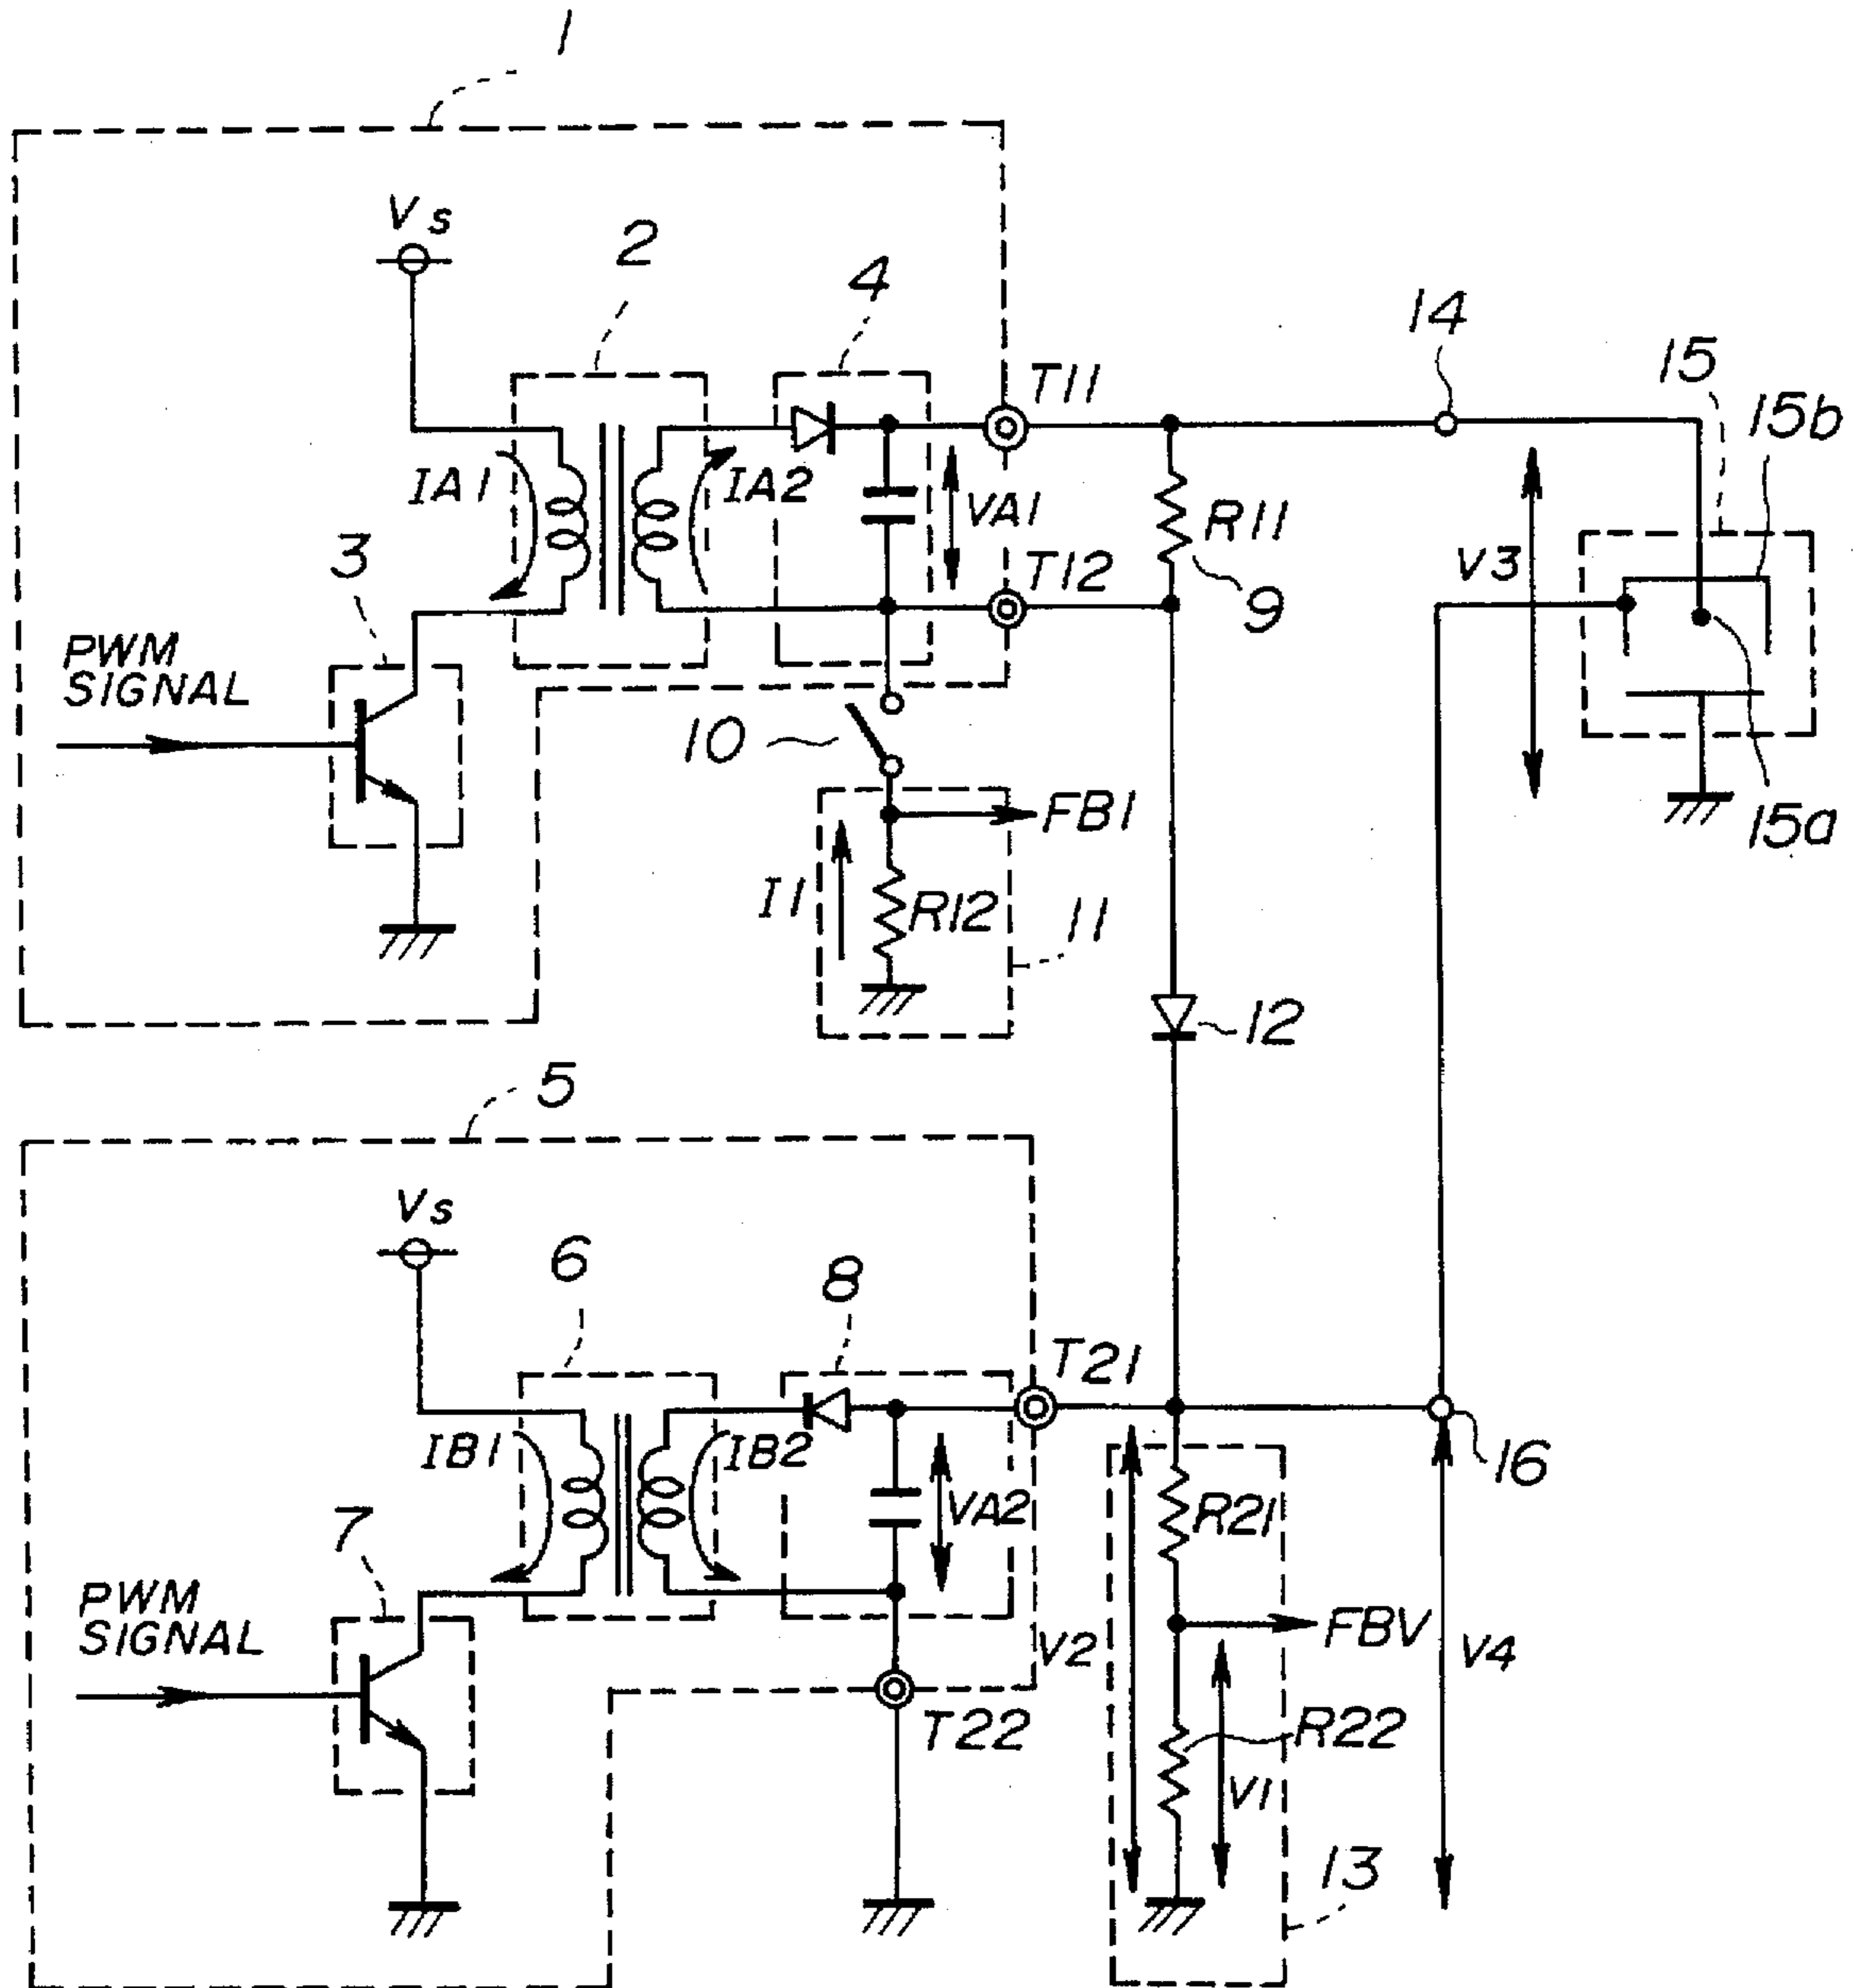 1
Vs
2
4
T11
14
15
15b
IA1
IA2
VA1
R11
V3
3
T12
9
PWM
SIGNAL
10
FB1
15a
I1
R12
11
12
5
Vs
6
8
T21
IB1
IB2
VA2
R21
16
7
PWM
SIGNAL
V2
FBV
V4
T22
R22
V1
13